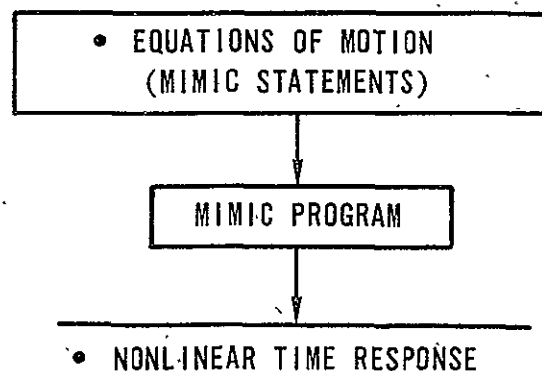 • EQUATIONS OF MOTION
(MIMIC STATEMENTS)
MIMIC PROGRAM
• NONLINEAR TIME RESPONSE